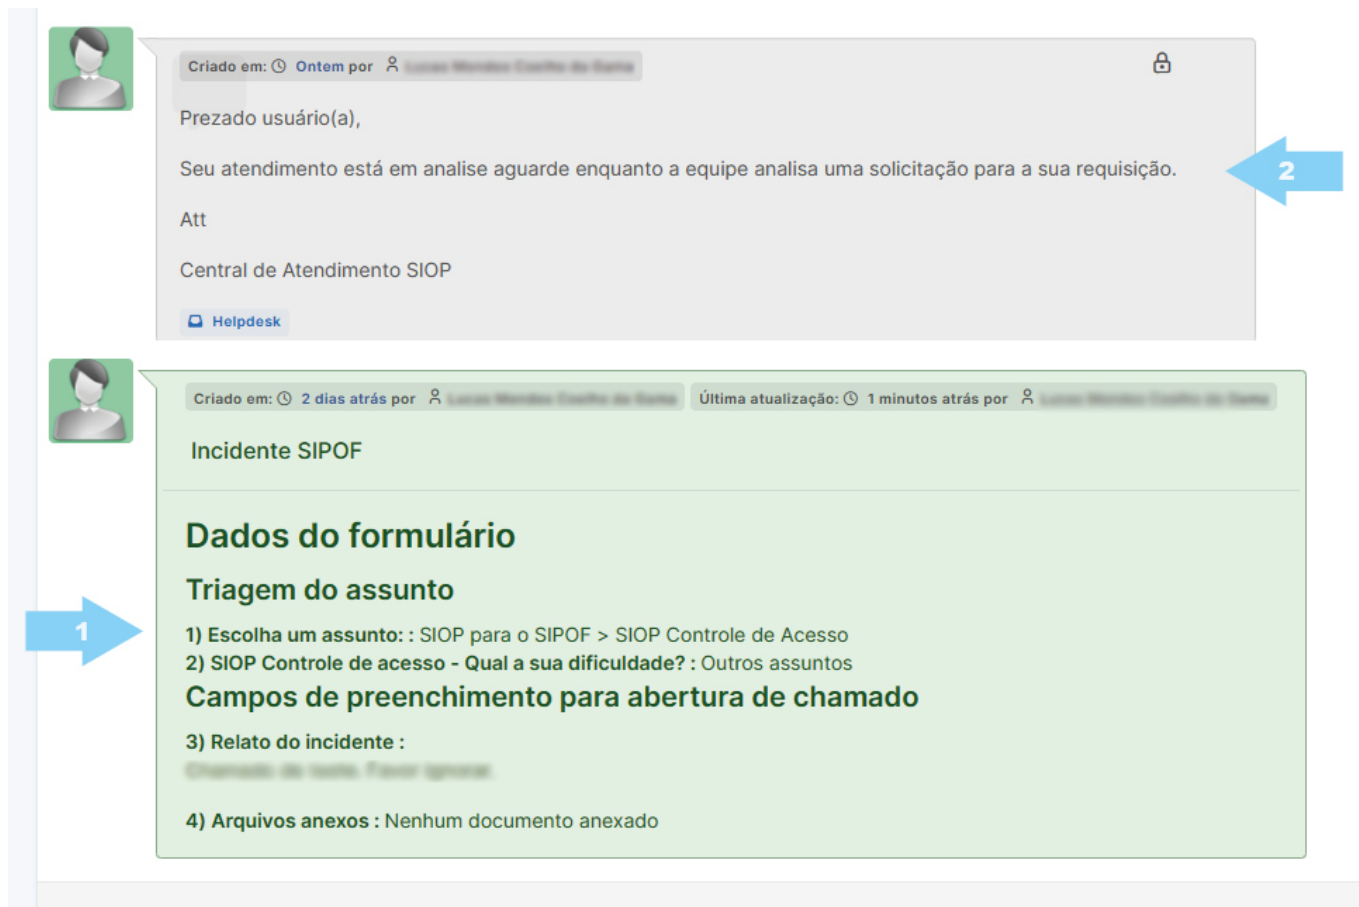 Criado em: Ontem por
Prezado usuário(a),
Seu atendimento está em analise aguarde enquanto a equipe analisa uma solicitação para a sua requisição.
2
Att
Central de Atendimento SIOP
Helpdesk
Criado em: 2 dias atrás por
Última atualização: 1 minutos atrás por
Incidente SIPOF
Dados do formulário
Triagem do assunto
1
1) Escolha um assunto: : SIOP para o SIPOF > SIOP Controle de Acesso
2) SIOP Controle de acesso - Qual a sua dificuldade? : Outros assuntos
Campos de preenchimento para abertura de chamado
3) Relato do incidente :
4) Arquivos anexos : Nenhum documento anexado